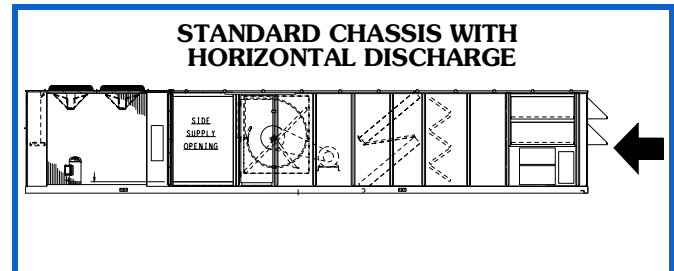 STANDARD CHASSIS WITH
HORIZONTAL DISCHARGE
SIDE
SUPPLY
OPENING